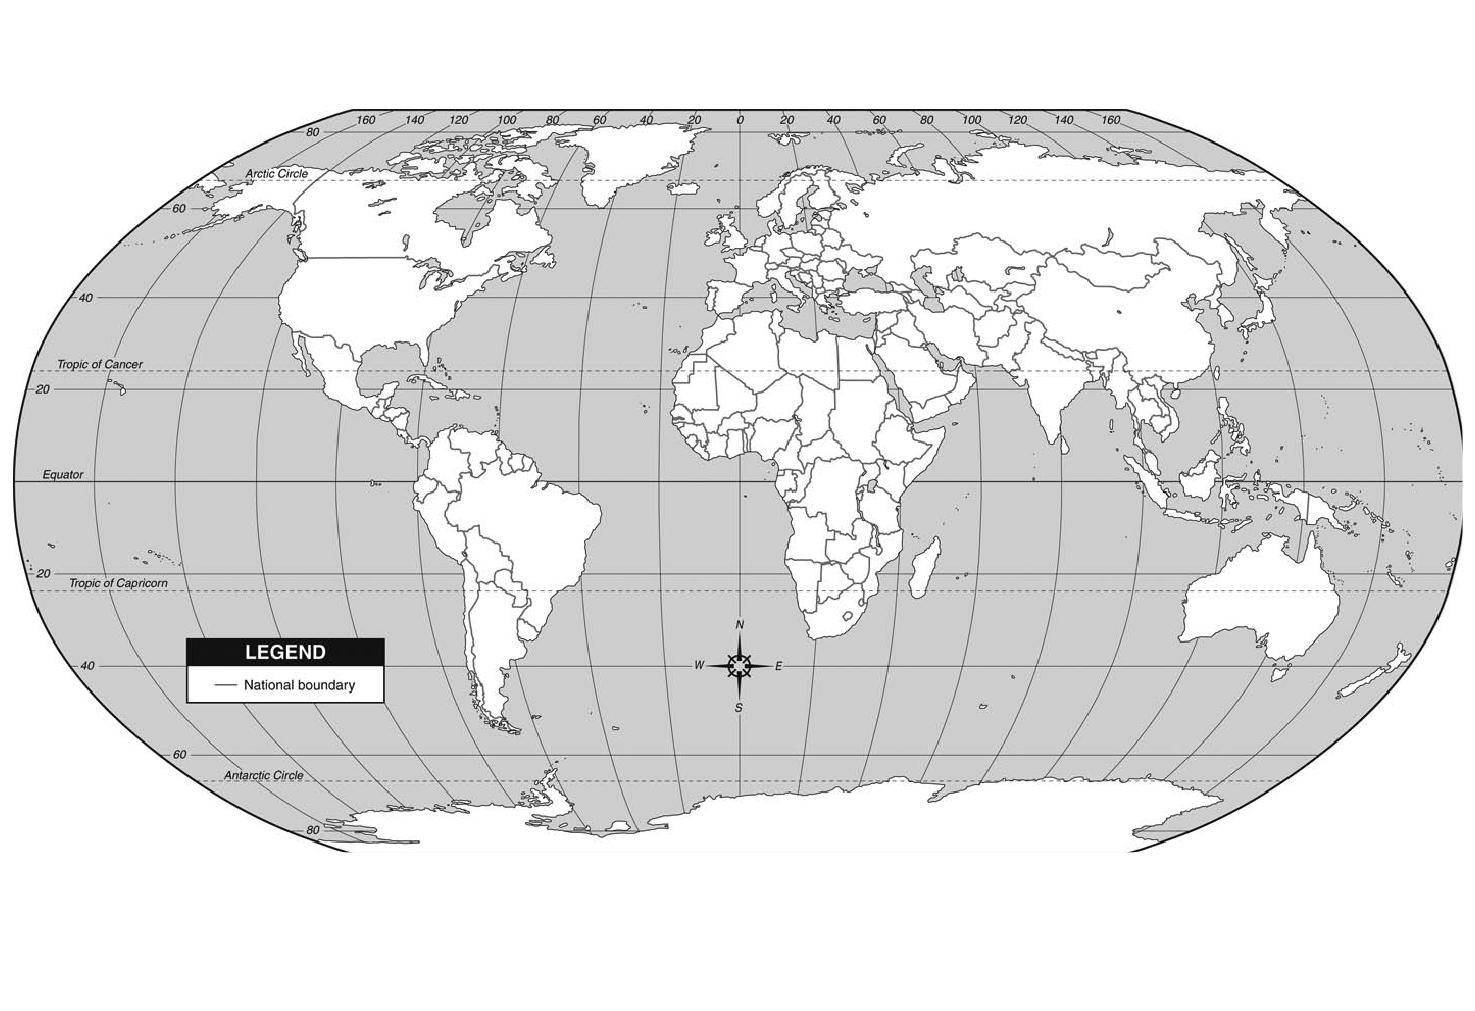 160 140 120 100 80 60 40 20 0 20 40 60 80 100 120 140 160
80
Arctic Circle
60
40
Tropic of Cancer
20
Equator
20
Tropic of Capricorn
N
LEGEND
40
W E
National boundary
S
60
Antarctic Circle
80